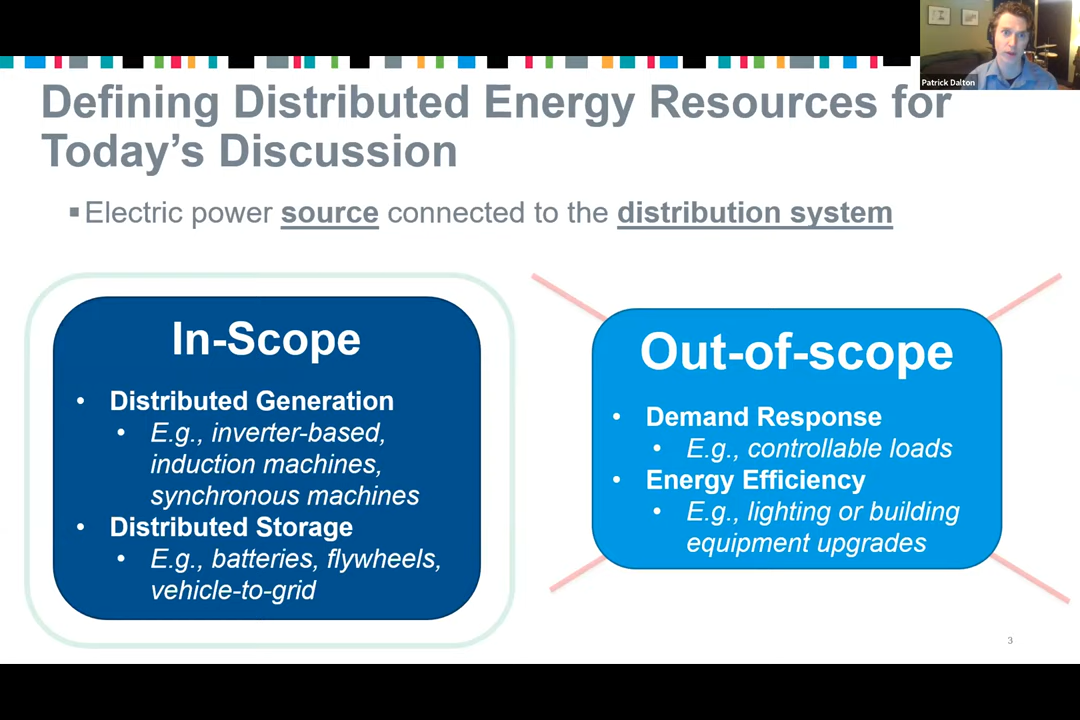 Patrick Dalton
Defining Distributed Energy Resources for
Today's Discussion
▪Electric power source connected to the distribution system
In-Scope
• Distributed Generation
• E.g., inverter-based,
induction machines,
synchronous machines
• Distributed Storage
• E.g., batteries, flywheels,
vehicle-to-grid
Out-of-scope
• Demand Response
• E.g., controllable loads
• Energy Efficiency
• E.g., lighting or building
equipment upgrades
3